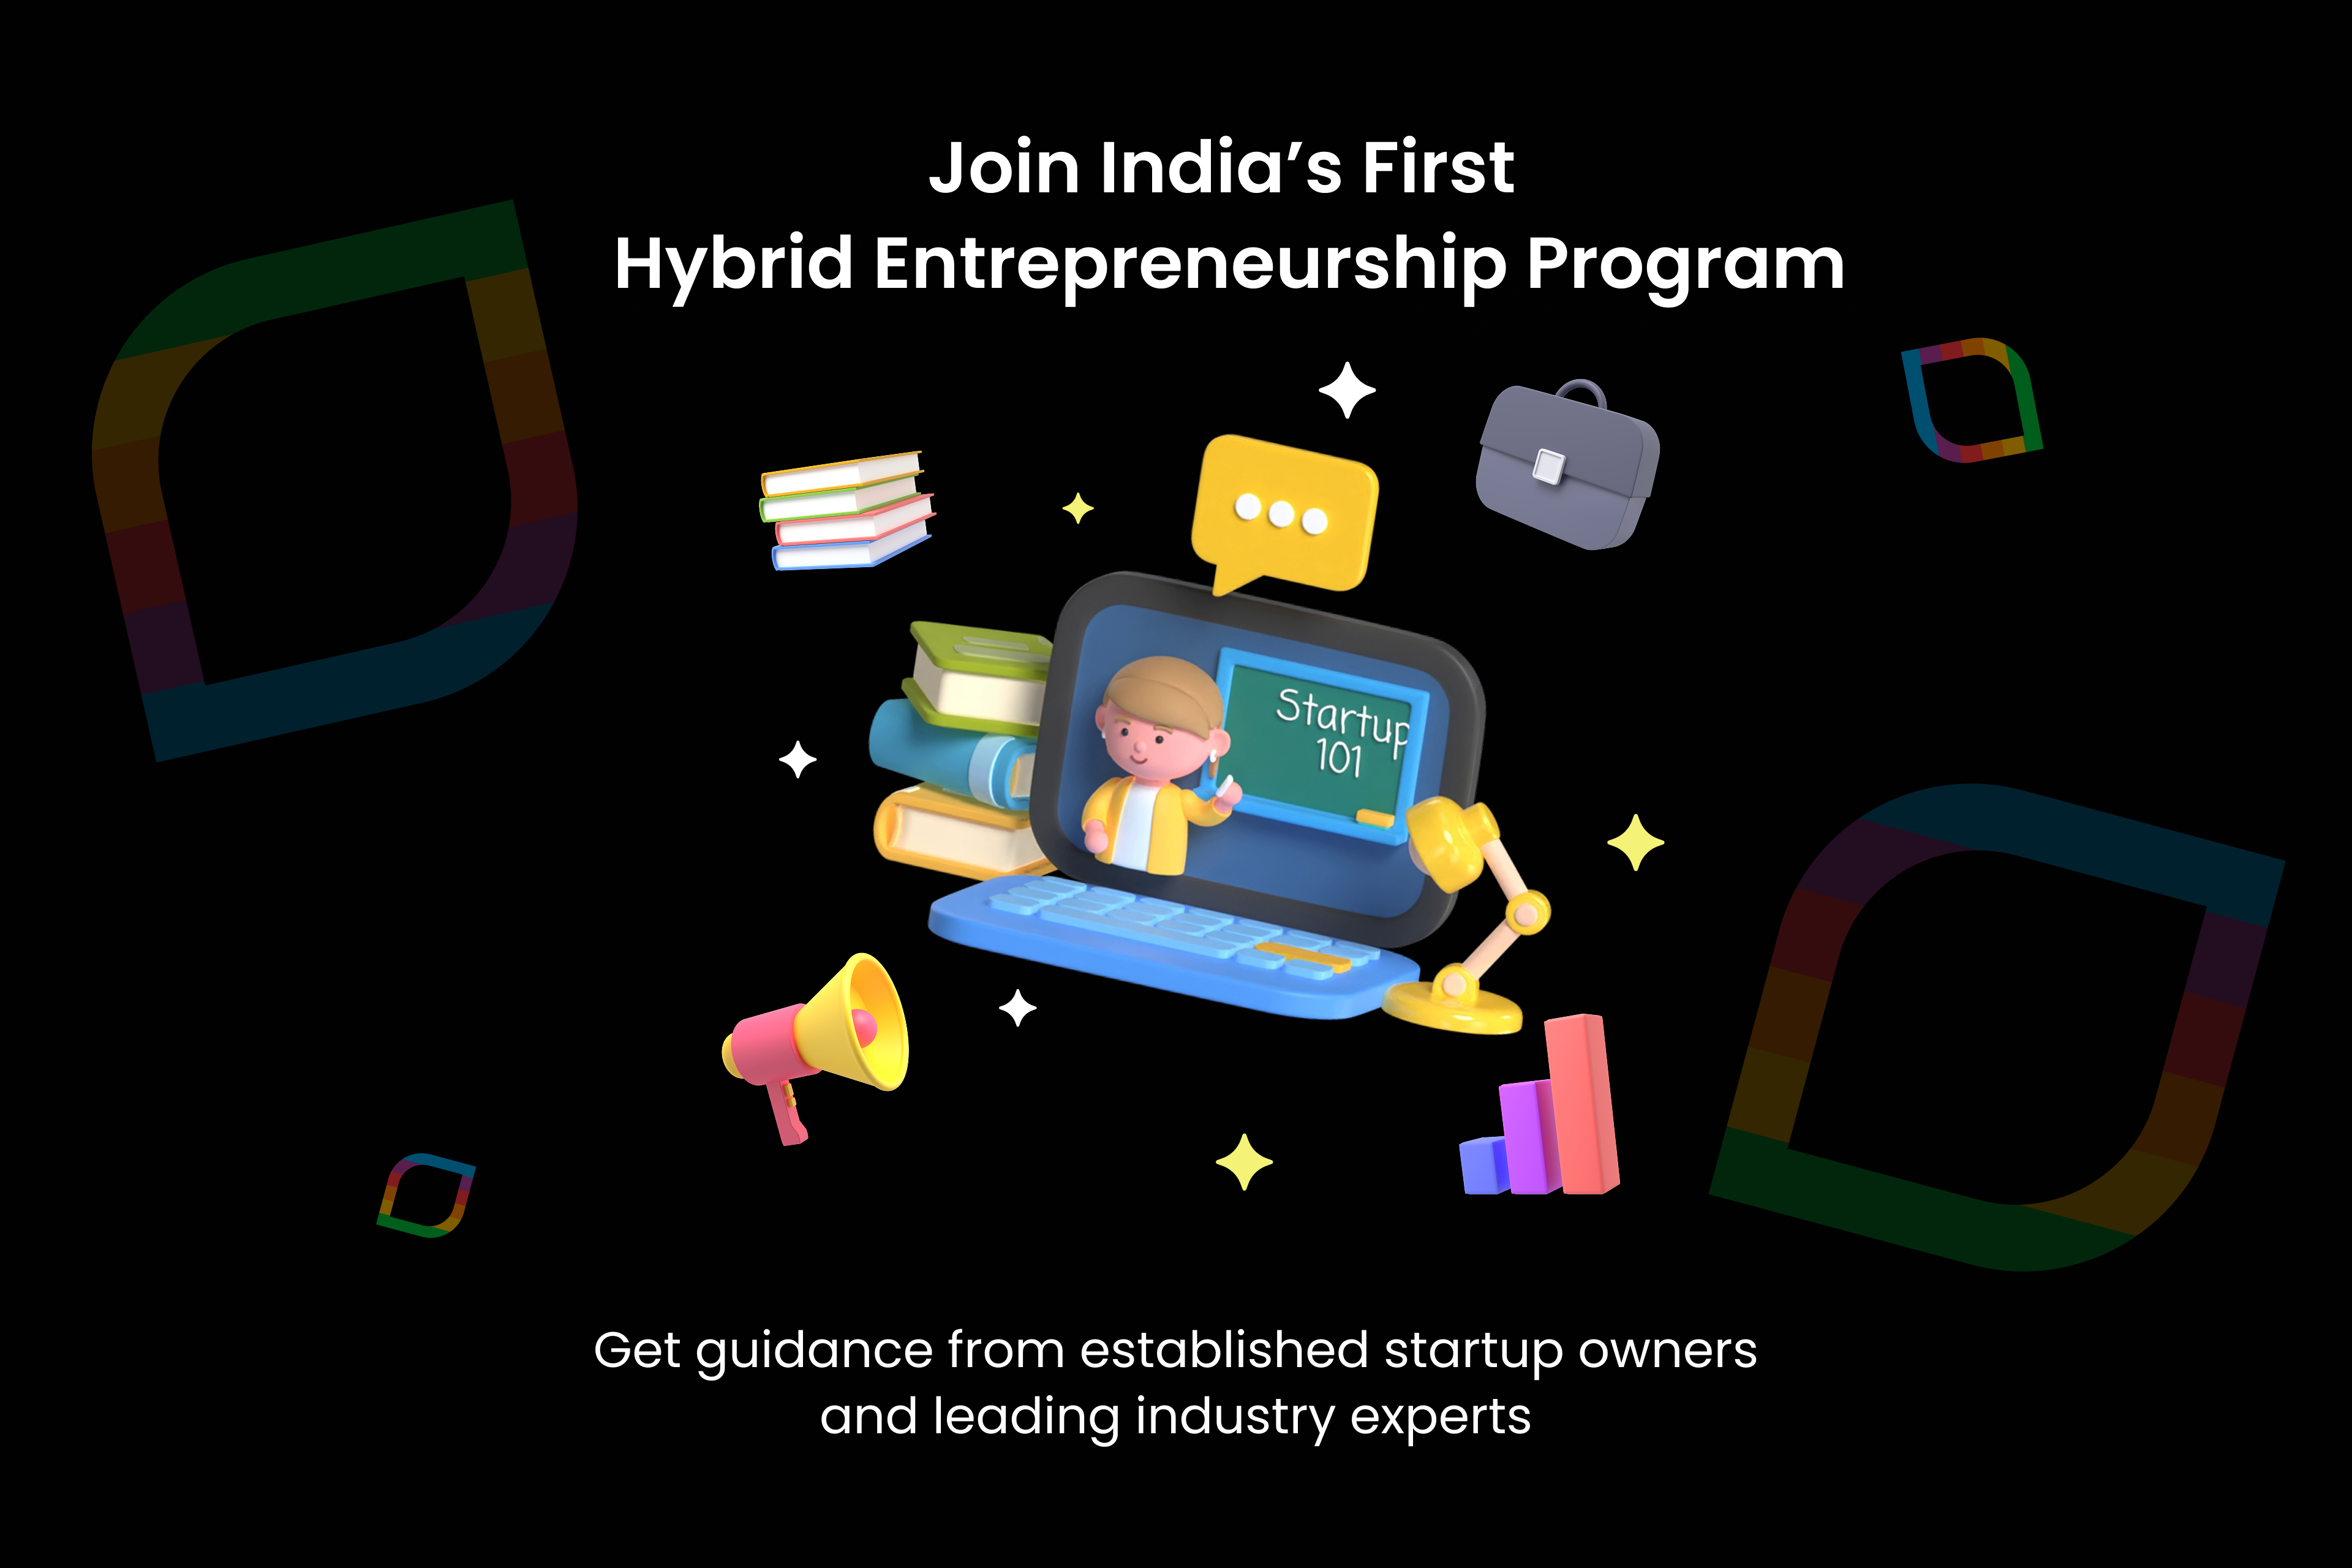 Join India’s First
Hybrid Entrepreneurship Program
Startup
101
Get guidance from established startup owners
and leading industry experts